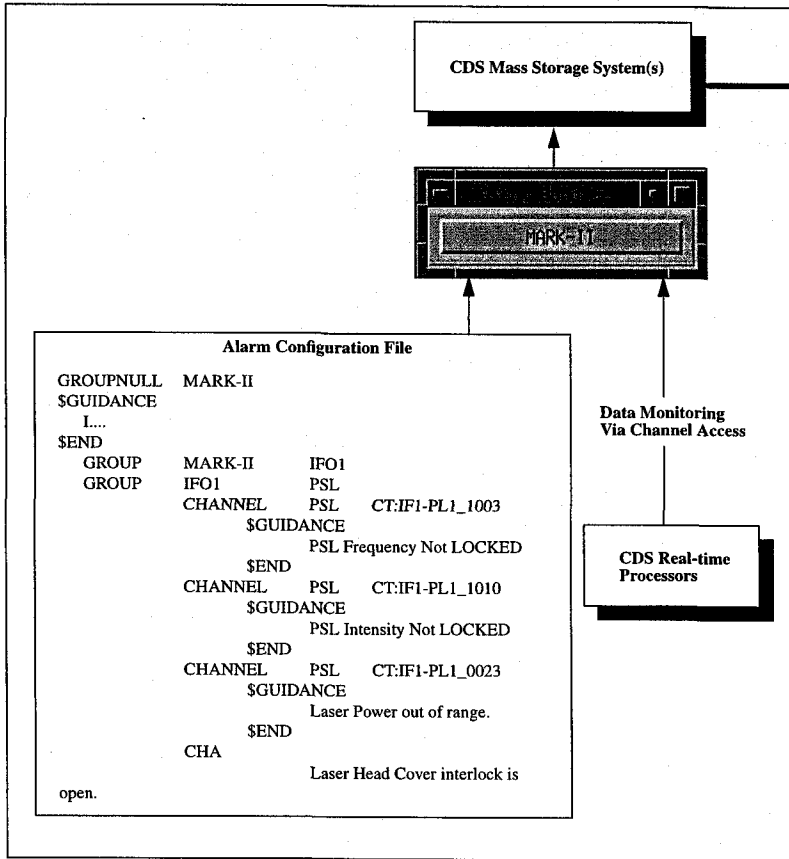 CDS Mass Storage System(s)
MARK-II
Alarm Configuration File
GROUPNULL MARK-II
$GUIDANCE
I....
$END
GROUP MARK-II IFO1
GROUP IFO1 PSL
CHANNEL PSL CT:IF1-PL1_1003
$GUIDANCE
PSL Frequency Not LOCKED
$END
CHANNEL PSL CT:IF1-PL1_1010
$GUIDANCE
PSL Intensity Not LOCKED
$END
CHANNEL PSL CT:IF1-PL1_0023
$GUIDANCE
Laser Power out of range.
$END
CHA
Laser Head Cover interlock is
open.
Data Monitoring
Via Channel Access
CDS Real-time
Processors